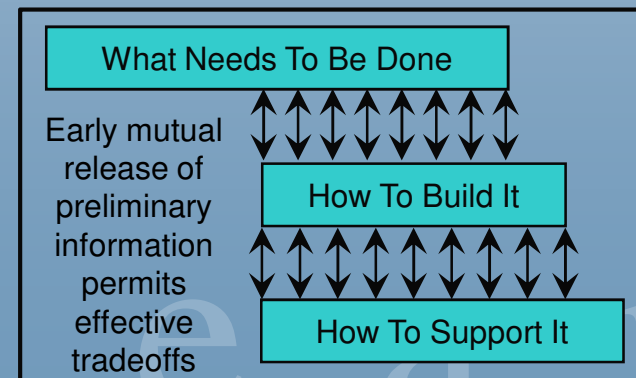 What Needs To Be Done
Early mutual
release of
preliminary
information
permits
effective
tradeoffs
How To Build It
How To Support It